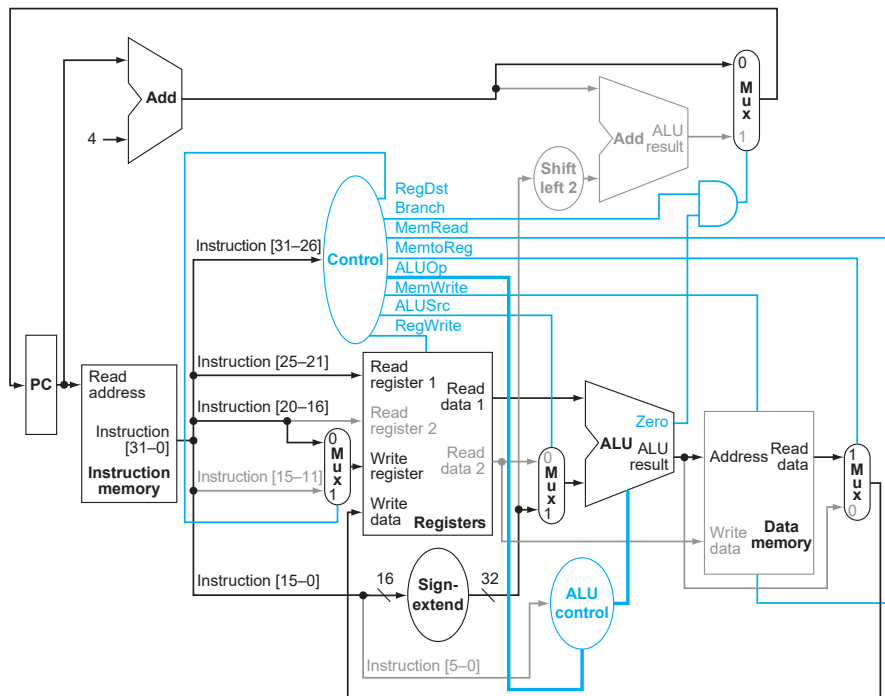 0
Mux
1
Add
4
Add
ALU
result
Shift
left 2
RegDst
Branch
MemRead
MemtoReg
ALUOp
MemWrite
ALUSrc
RegWrite
Instruction [31–26]
Control
PC
Read
address
Instruction
[31–0]
Instruction
memory
Instruction [25–21]
Instruction [20–16]
Instruction [15–11]
0
Mux
1
Read
register 1
Read
register 2
Write
register
Write
data
Read
data 1
Read
data 2
Registers
0
Mux
1
Zero
ALU
ALU
result
Address
Read
data
Write
data
Data
memory
1
Mux
0
Instruction [15–0]
16
Sign-
extend
32
ALU
control
Instruction [5–0]